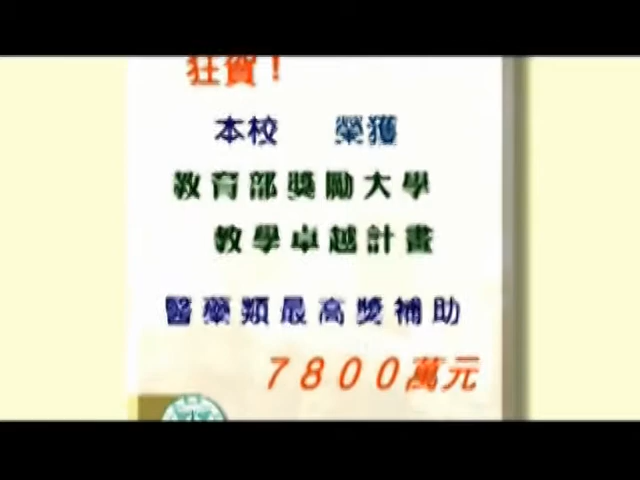 狂賀！
本校 榮獲
教育部獎勵大學
教學卓越計畫
醫藥類最高獎補助
7800萬元